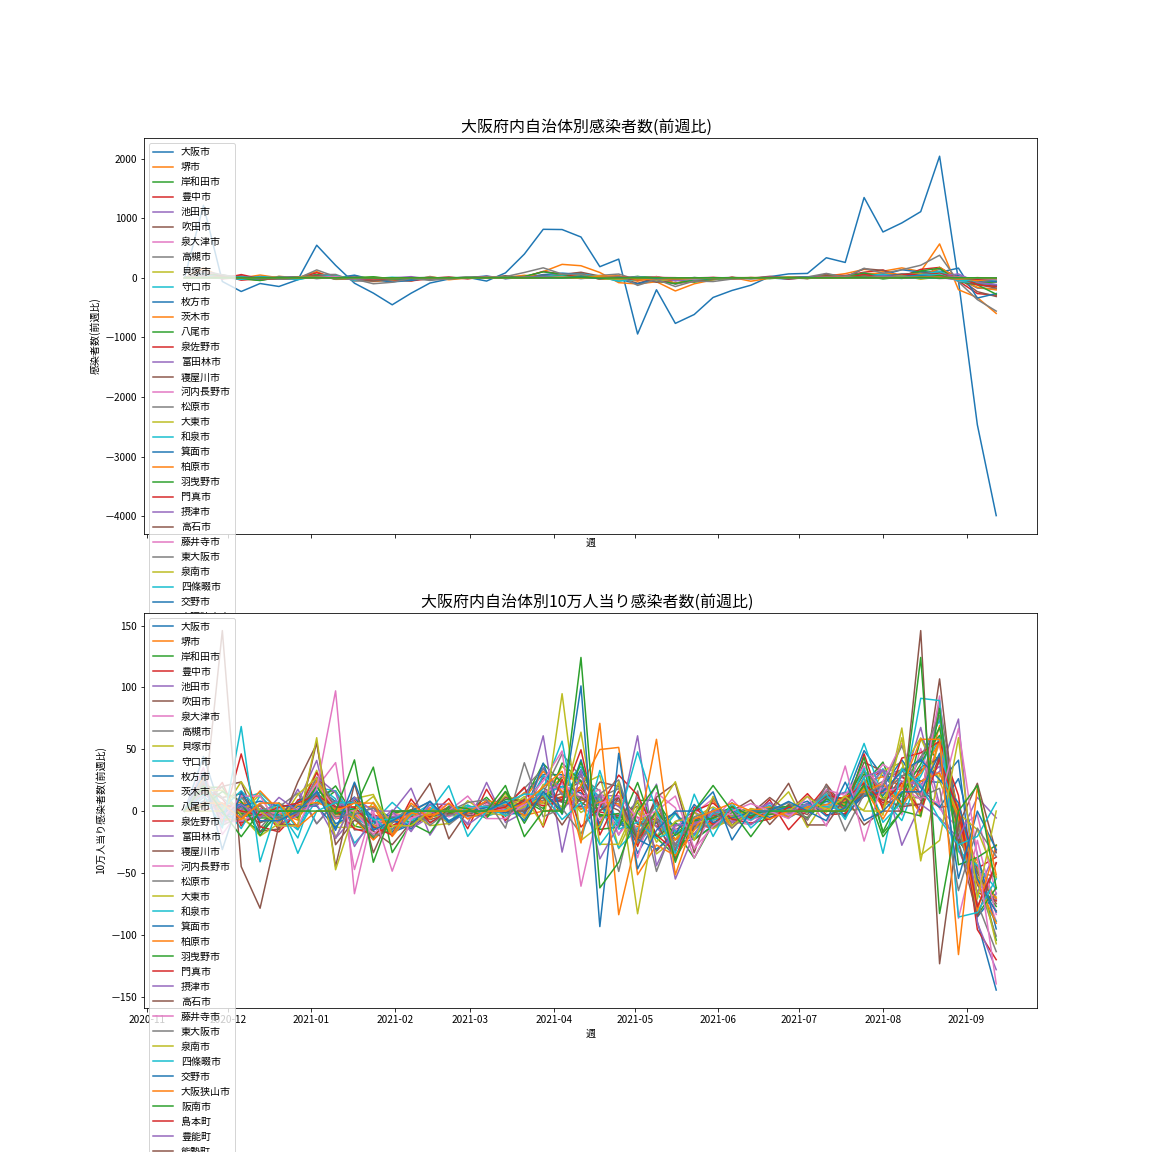 大阪府内自治体別感染者数(前週比)
感染者数(前週比)
2000
1000
0
−1000
−2000
−3000
−4000
大阪市
堺市
岸和田市
豊中市
池田市
吹田市
泉大津市
高槻市
貝塚市
守口市
枚方市
茨木市
八尾市
泉佐野市
富田林市
寝屋川市
河内長野市
松原市
大東市
和泉市
箕面市
柏原市
羽曳野市
門真市
摂津市
高石市
藤井寺市
東大阪市
泉南市
四條畷市
交野市
週
大阪府内自治体別10万人当り感染者数(前週比)
10万人当り感染者数(前週比)
150
100
50
0
−50
−100
−150
大阪市
堺市
岸和田市
豊中市
池田市
吹田市
泉大津市
高槻市
貝塚市
守口市
枚方市
茨木市
八尾市
泉佐野市
富田林市
寝屋川市
河内長野市
松原市
大東市
和泉市
箕面市
柏原市
羽曳野市
門真市
摂津市
高石市
藤井寺市
東大阪市
泉南市
四條畷市
交野市
大阪狭山市
阪南市
島本町
豊能町
能勢町
2020-11 2020-12 2021-01 2021-02 2021-03 2021-04 2021-05 2021-06 2021-07 2021-08 2021-09
週